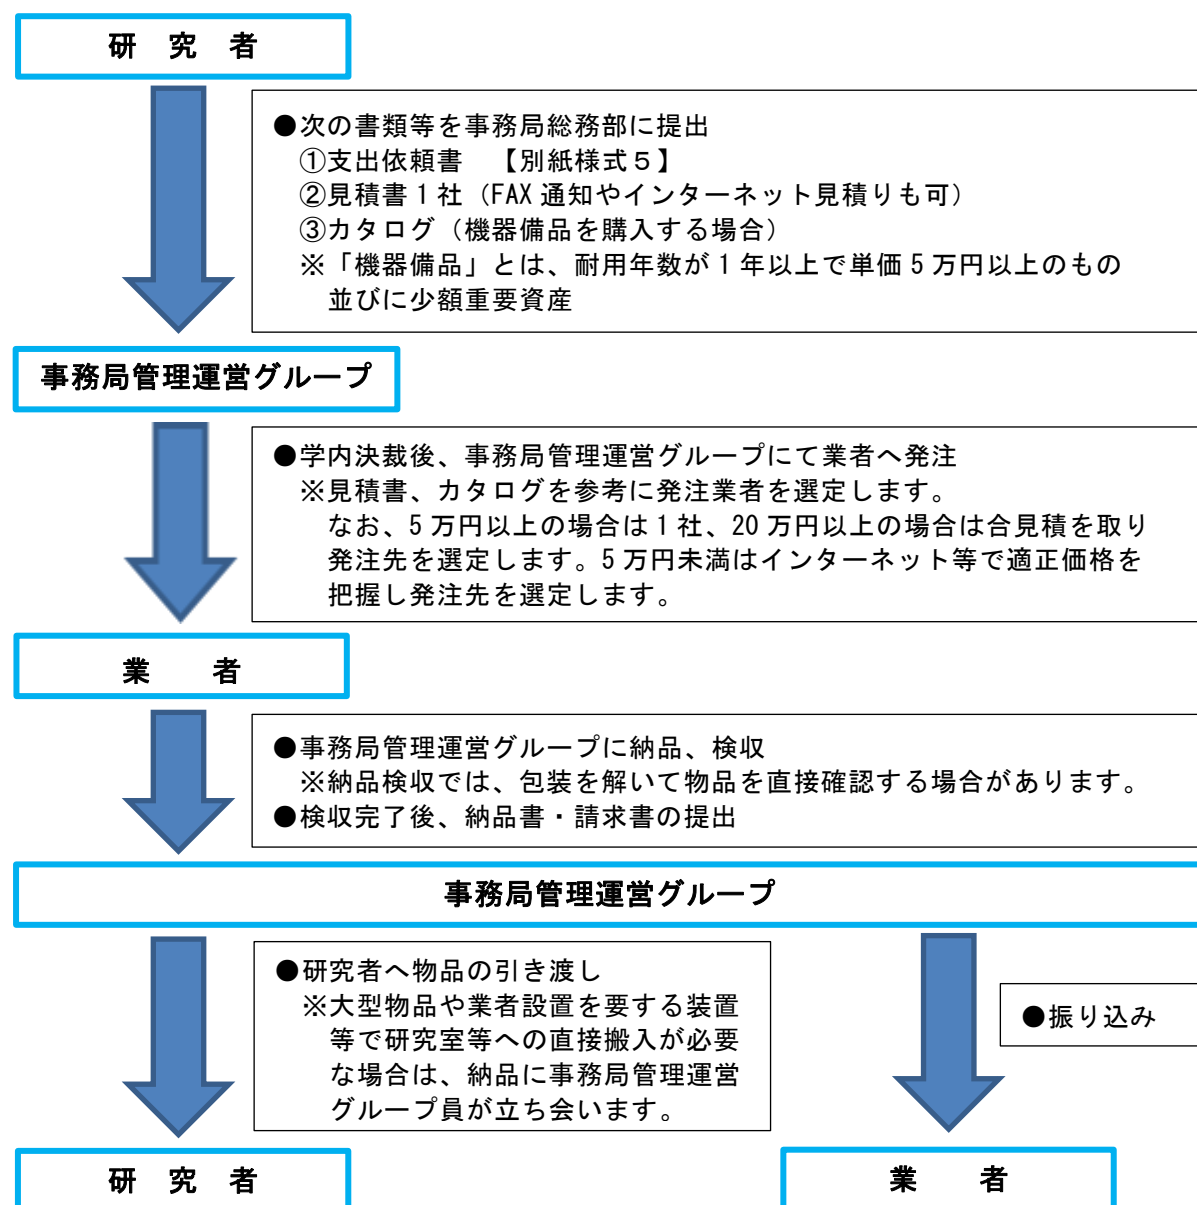 研　究　者
●次の書類等を事務局総務部に提出
①支出依頼書　【別紙様式５】
②見積書１社（FAX 通知やインターネット見積りも可）
③カタログ（機器備品を購入する場合）
※「機器備品」とは、耐用年数が 1 年以上で単価 5 万円以上のもの
並びに少額重要資産
事務局管理運営グループ
●学内決裁後、事務局管理運営グループにて業者へ発注
※見積書、カタログを参考に発注業者を選定します。
なお、5 万円以上の場合は 1 社、20 万円以上の場合は合見積を取り
発注先を選定します。5 万円未満はインターネット等で適正価格を
把握し発注先を選定します。
業　　者
●事務局管理運営グループに納品、検収
※納品検収では、包装を解いて物品を直接確認する場合があります。
●検収完了後、納品書・請求書の提出
事務局管理運営グループ
●研究者へ物品の引き渡し
※大型物品や業者設置を要する装置
等で研究室等への直接搬入が必要
な場合は、納品に事務局管理運営
グループ員が立ち会います。
●振り込み
研　究　者
業　　者